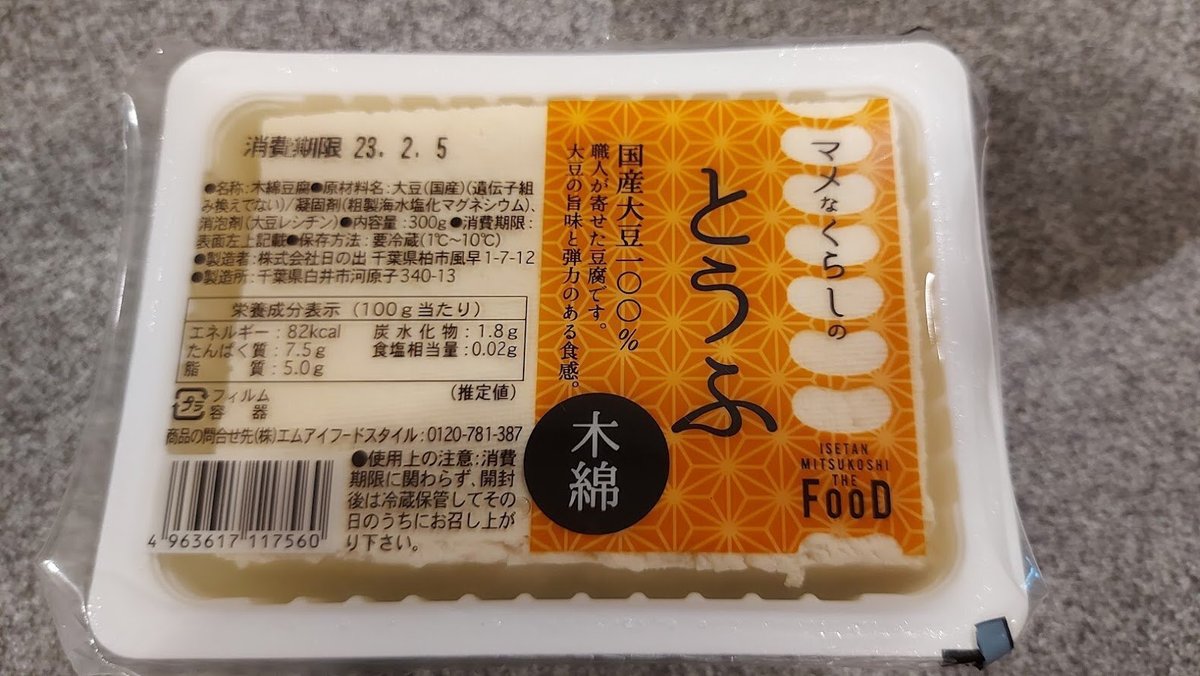 消費期限 23. 2. 5
●名称:木綿豆腐●原材料名:大豆(国産)(遺伝子組
み換えでない)/凝固剤(粗製海水塩化マグネシウム)、
消泡剤(大豆レシチン)●内容量:300g●消費期限:
表面左上記載●保存方法:要冷蔵(1℃〜10℃)
●製造者:株式会社日の出 千葉県柏市風早1-7-12
●製造所:千葉県白井市河原子340-13
栄養成分表示(100g当たり)
エネルギー:82kcal 炭水化物:1.8g
たんぱく質:7.5g 食塩相当量:0.02g
脂質:5.0g
(推定値)
プラ
フィルム
容器
商品の問合せ先(株)エムアイフードスタイル:0120-781-387
●使用上の注意:消費
期限に関わらず、開封
後は冷蔵保管してその
日のうちにお召し上が
り下さい。
4 963617 117560
マメなくらしの
とうふ
国産大豆一〇〇%
職人が寄せた豆腐です。
大豆の旨味と弾力のある食感。
木綿
ISETAN
MITSUKOSHI
THE
FOOD